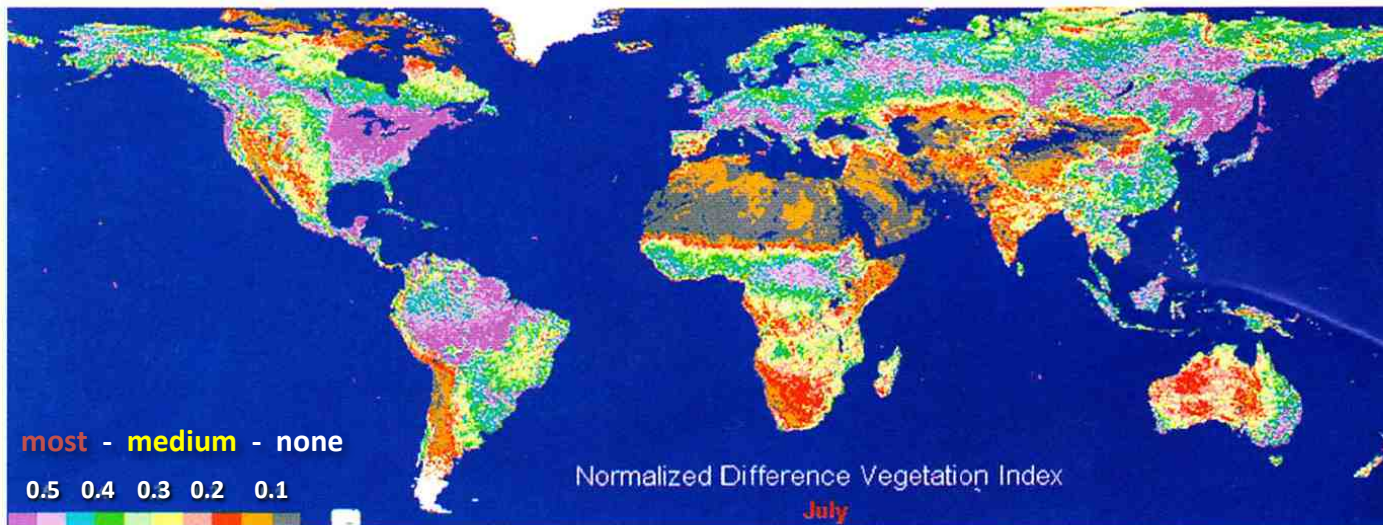 most - medium - none
0.5 0.4 0.3 0.2 0.1
Normalized Difference Vegetation Index
July